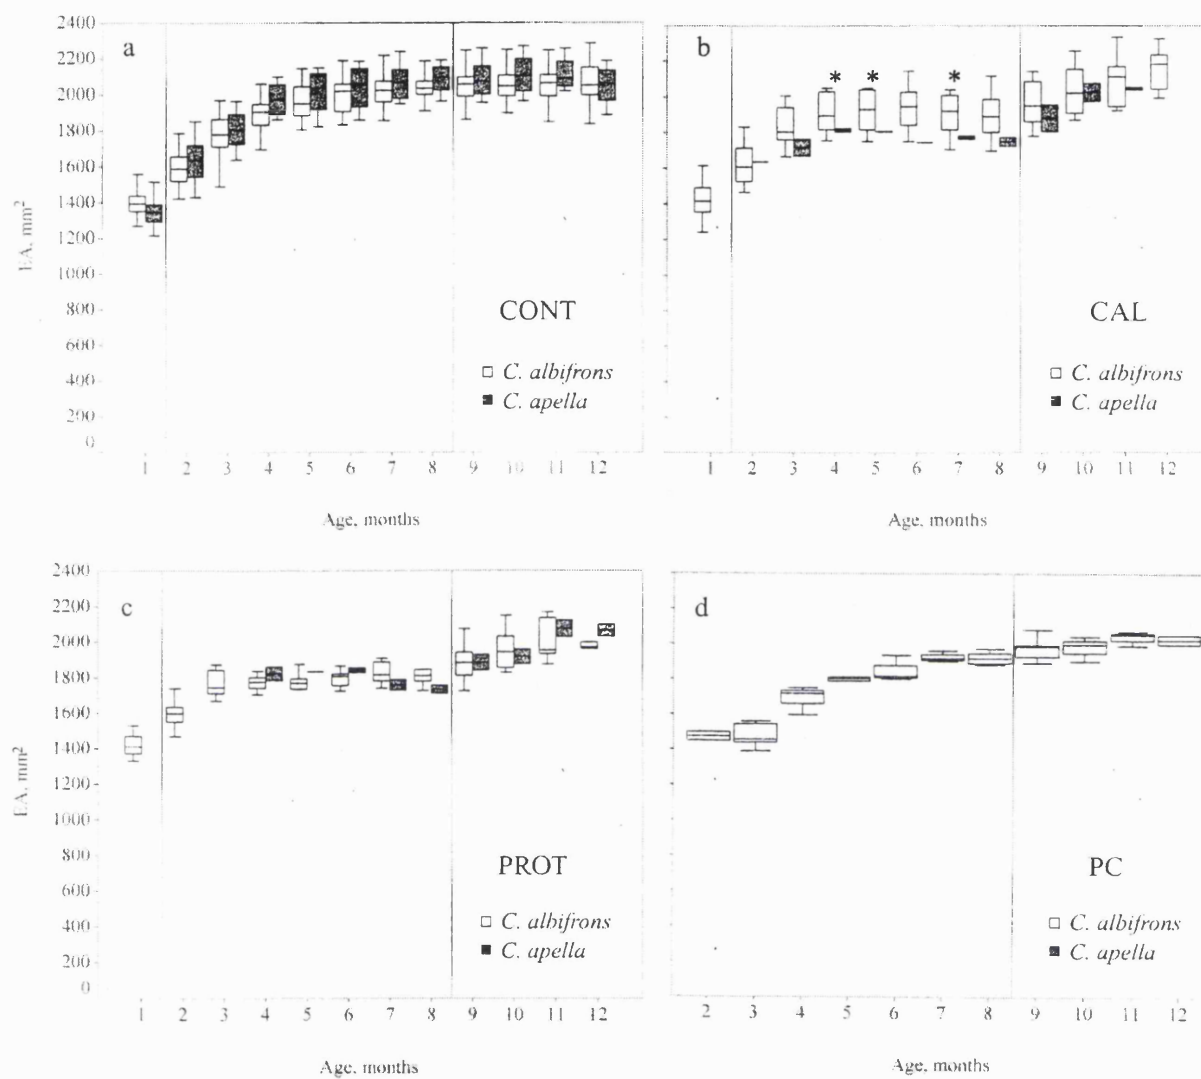 a
2400
2200
2000
1800
1600
1400
1200
1000
800
600
400
200
0
EA, mm²
CONT
□ C. albifrons
■ C. apella
1 2 3 4 5 6 7 8 9 10 11 12
Age, months
b
* * *
CAL
□ C. albifrons
■ C. apella
1 2 3 4 5 6 7 8 9 10 11 12
Age, months
c
2400
2200
2000
1800
1600
1400
1200
1000
800
600
400
200
0
EA, mm²
PROT
□ C. albifrons
■ C. apella
1 2 3 4 5 6 7 8 9 10 11 12
Age, months
d
PC
□ C. albifrons
■ C. apella
2 3 4 5 6 7 8 9 10 11 12
Age, months